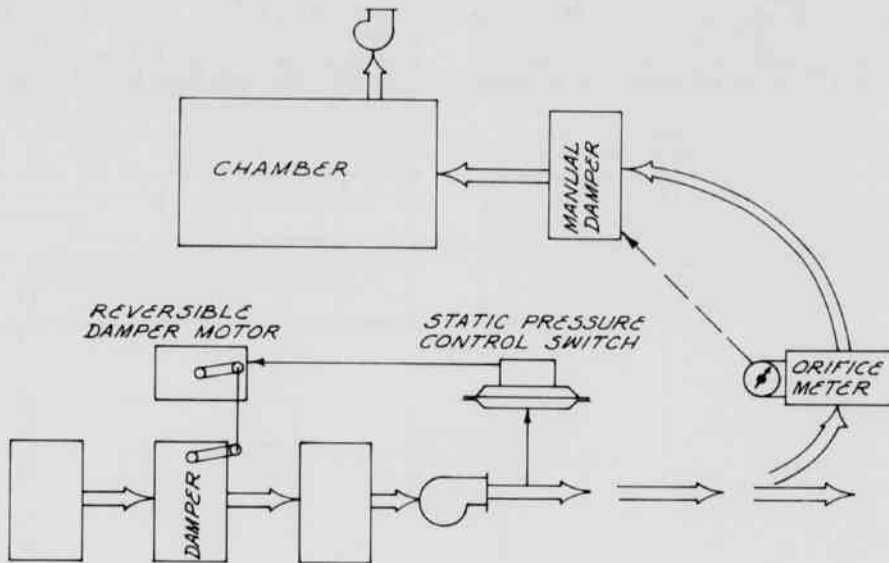 CHAMBER
MANUAL
DAMPER
REVERSIBLE
DAMPER MOTOR
STATIC PRESSURE
CONTROL SWITCH
ORIFICE
METER
DAMPER